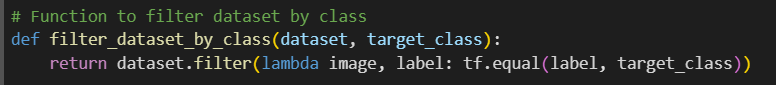 # Function to filter dataset by class
def filter_dataset_by_class(dataset, target_class):
    return dataset.filter(lambda image, label: tf.equal(label, target_class))